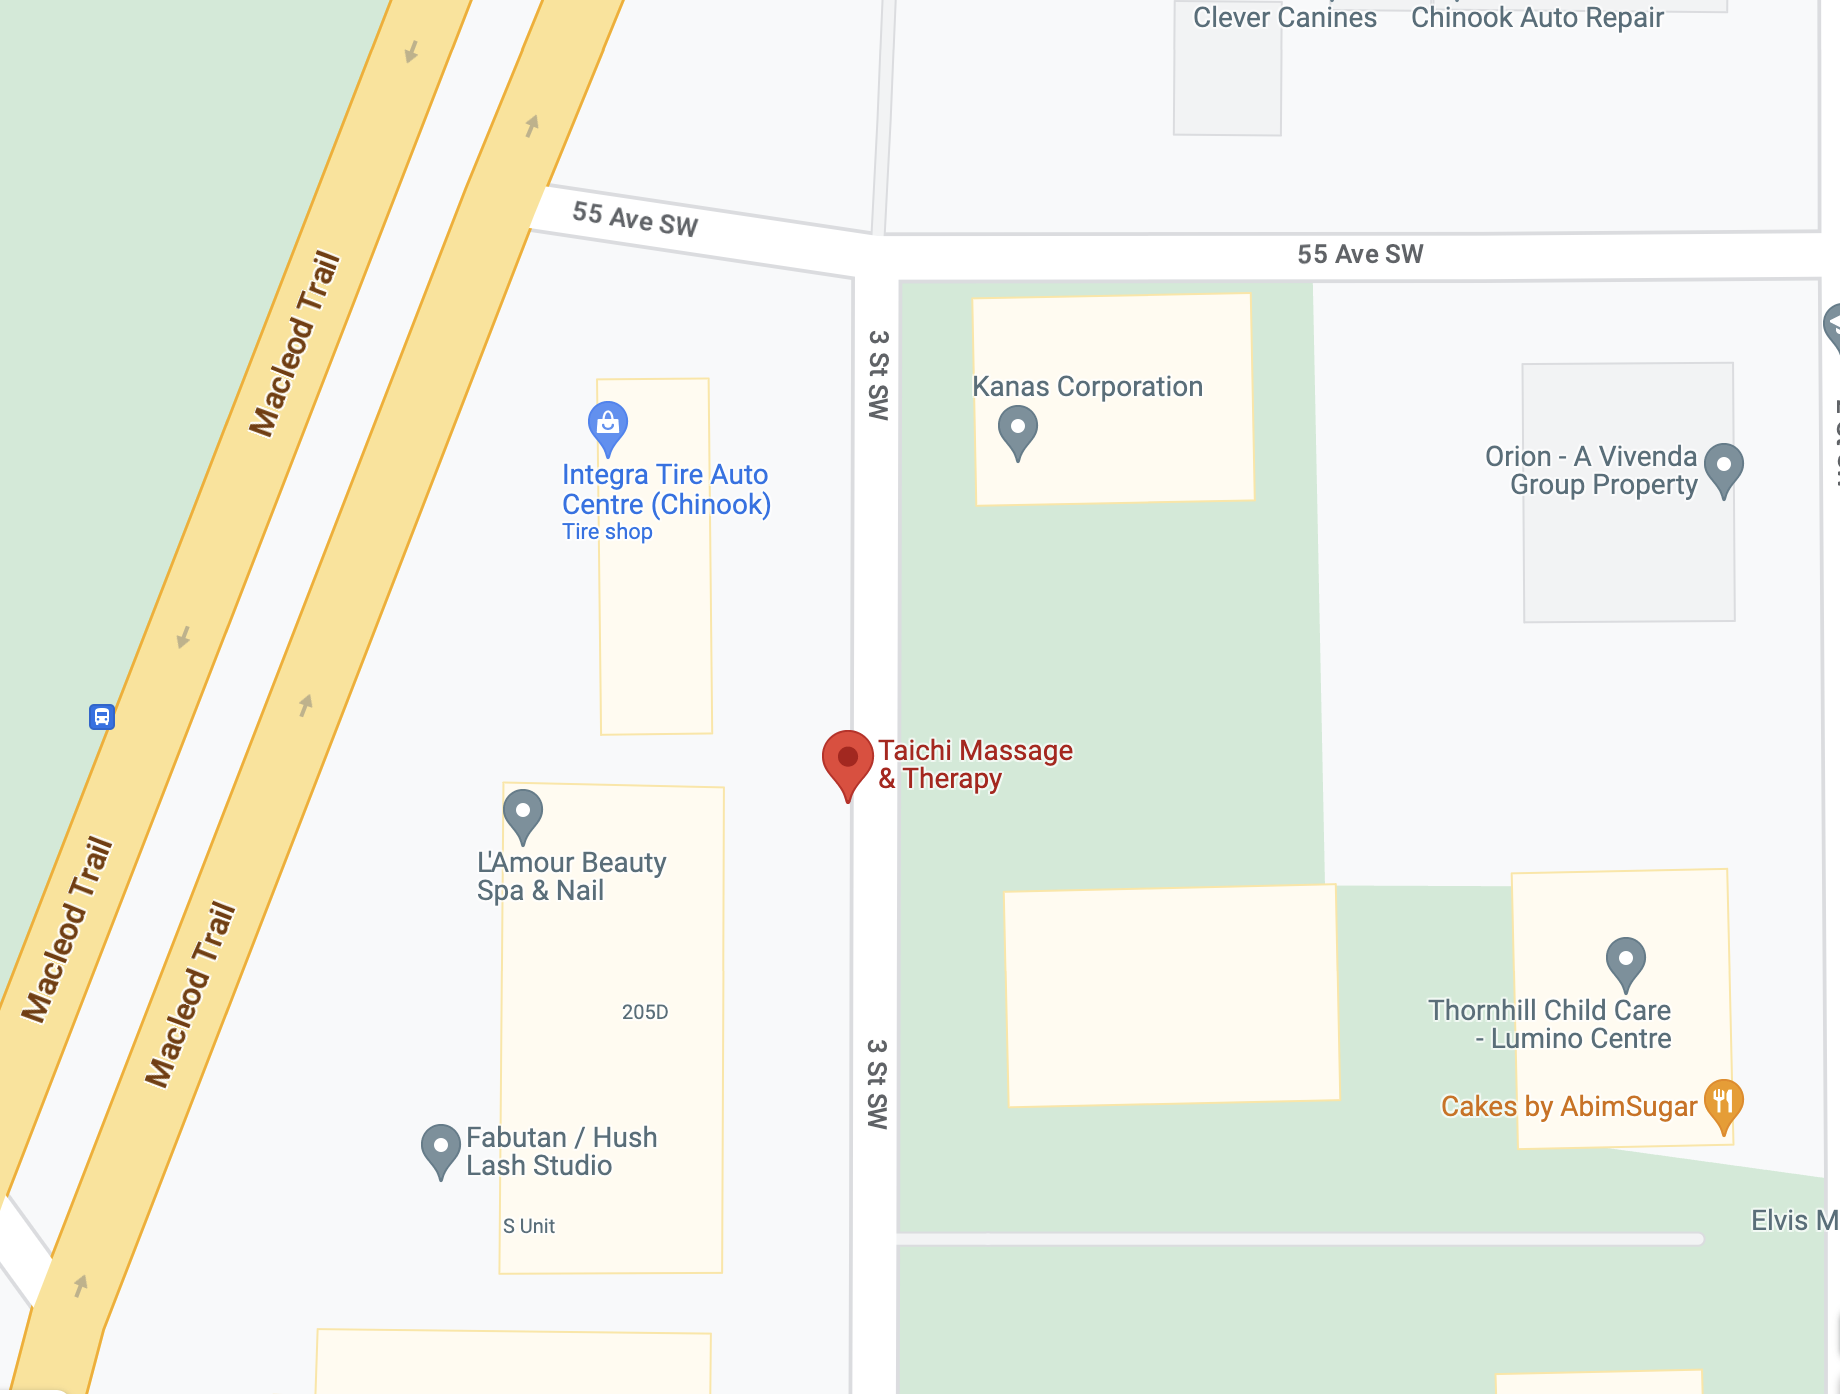 Clever Canines
Chinook Auto Repair
55 Ave SW
55 Ave SW
Macleod Trail
3 St SW
Kanas Corporation
Integra Tire Auto
Centre (Chinook)
Tire shop
Orion - A Vivenda
Group Property
Taichi Massage
& Therapy
L'Amour Beauty
Spa & Nail
Macleod Trail
Macleod Trail
205D
Thornhill Child Care
- Lumino Centre
3 St SW
Cakes by AbimSugar
Fabutan / Hush
Lash Studio
S Unit
Elvis M